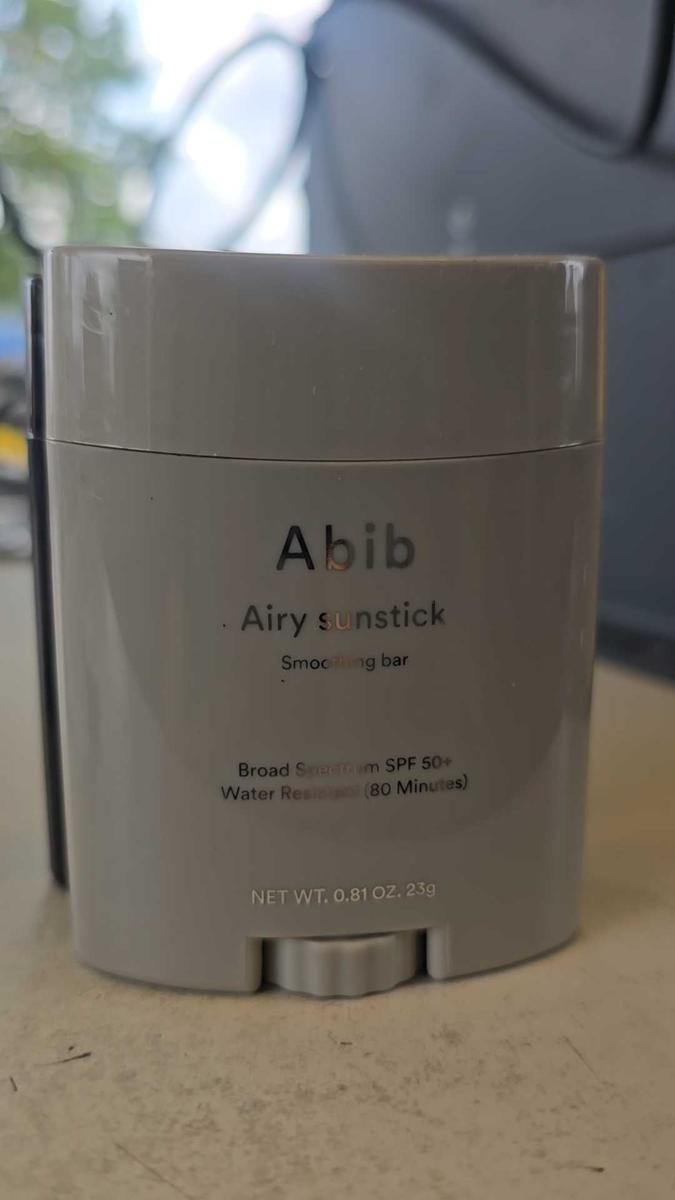 Abib
Airy sunstick
Smoothing bar
Broad Spectrum SPF 50+
Water Resistant (80 Minutes)
NET WT. 0.81 OZ. 23g